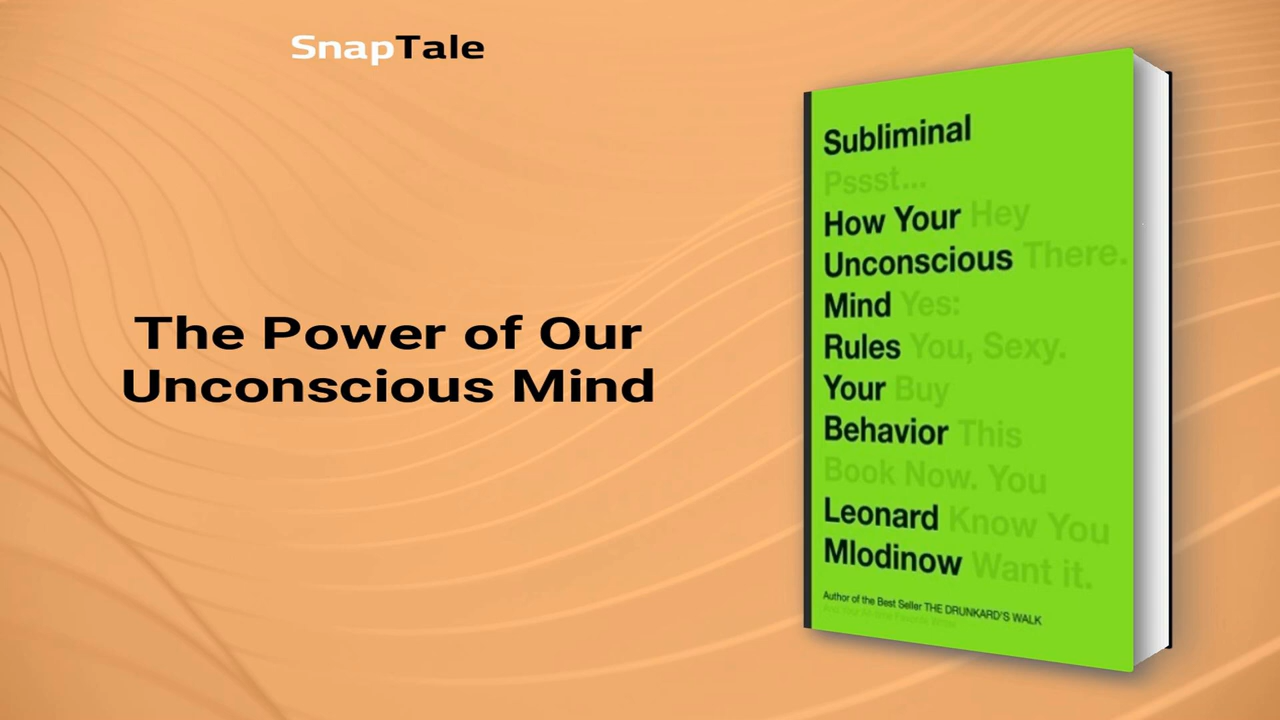 SnapTale
The Power of Our
Unconscious Mind
Subliminal
Pssst...
How Your Hey
Unconscious There.
Mind Yes:
Rules You, Sexy.
Your Buy
Behavior This
Book Now. You
Leonard Know You
Mlodinow Want it.
Author of the Best Seller THE DRUNKARD'S WALK